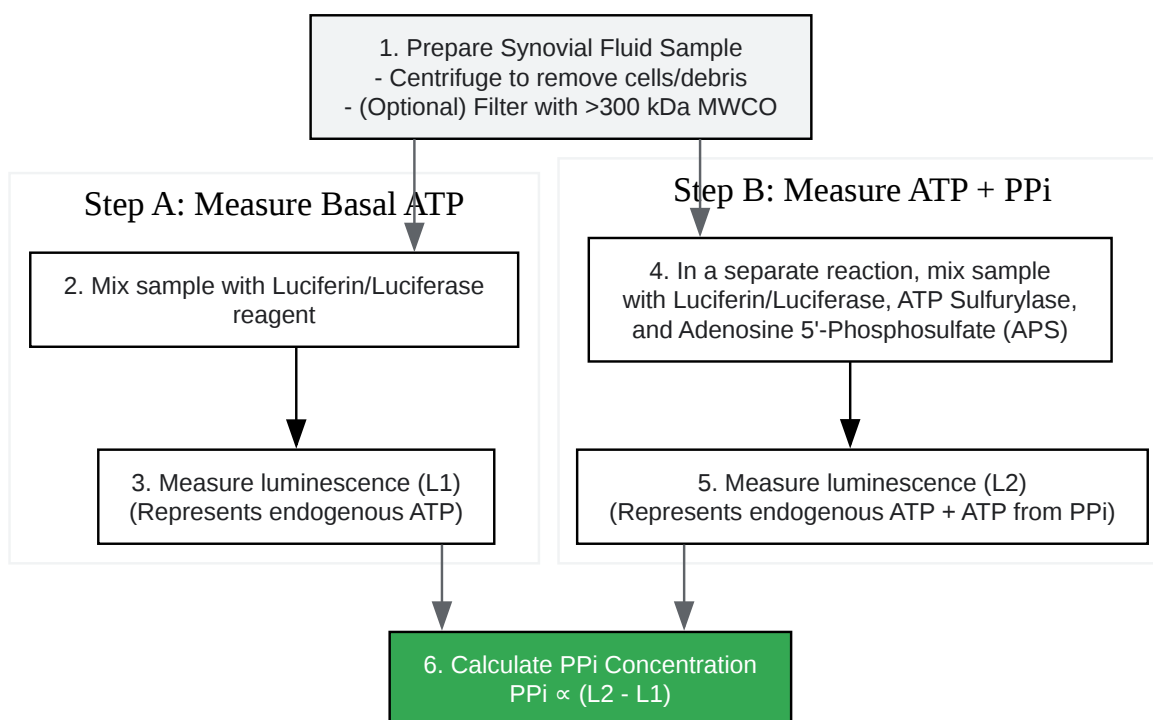 1. Prepare Synovial Fluid Sample
- Centrifuge to remove cells/debris
- (Optional) Filter with >300 kDa MWCO
Step A: Measure Basal ATP
2. Mix sample with Luciferin/Luciferase
reagent
3. Measure luminescence (L1)
(Represents endogenous ATP)
Step B: Measure ATP + PPi
4. In a separate reaction, mix sample
with Luciferin/Luciferase, ATP Sulfurylase,
and Adenosine 5'-Phosphosulfate (APS)
5. Measure luminescence (L2)
(Represents endogenous ATP + ATP from PPi)
6. Calculate PPi Concentration
PPi ∝ (L2 - L1)